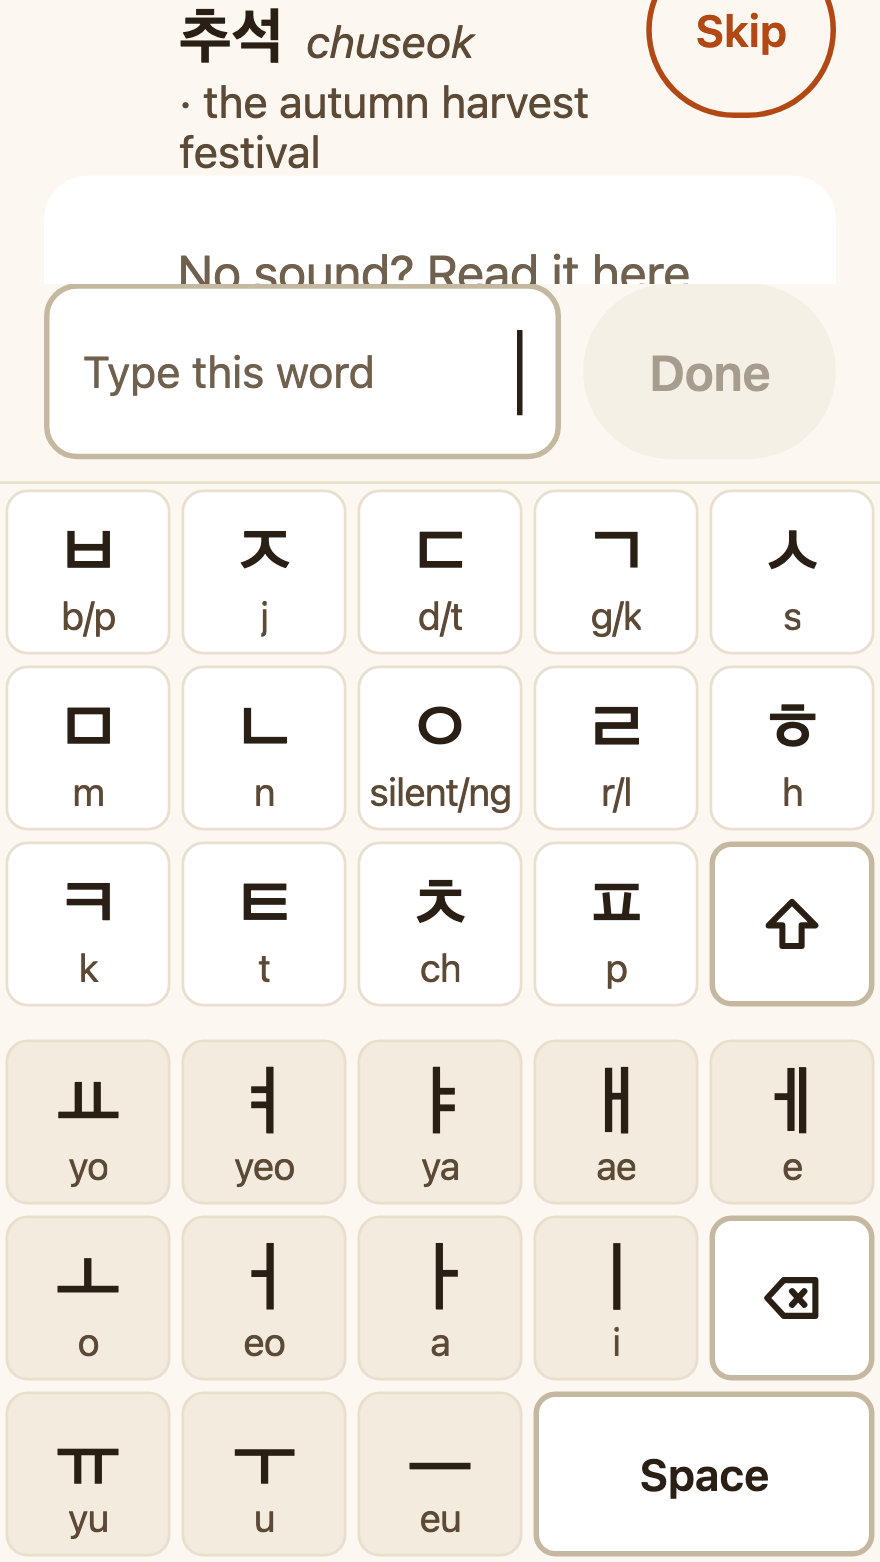 추석 chuseok
Skip
· the autumn harvest
festival
No sound? Read it here
Type this word
Done
ㅂ ㅈ ㄷ ㄱ ㅅ
b/p j d/t g/k s
ㅁ ㄴ ㅇ ㄹ ㅎ
m n silent/ng r/l h
ㅋ ㅌ ㅊ ㅍ
k t ch p
ㅛ ㅕ ㅑ ㅐ ㅔ
yo yeo ya ae e
ㅗ ㅓ ㅏ ㅣ
o eo a i
ㅠ ㅜ ㅡ Space
yu u eu